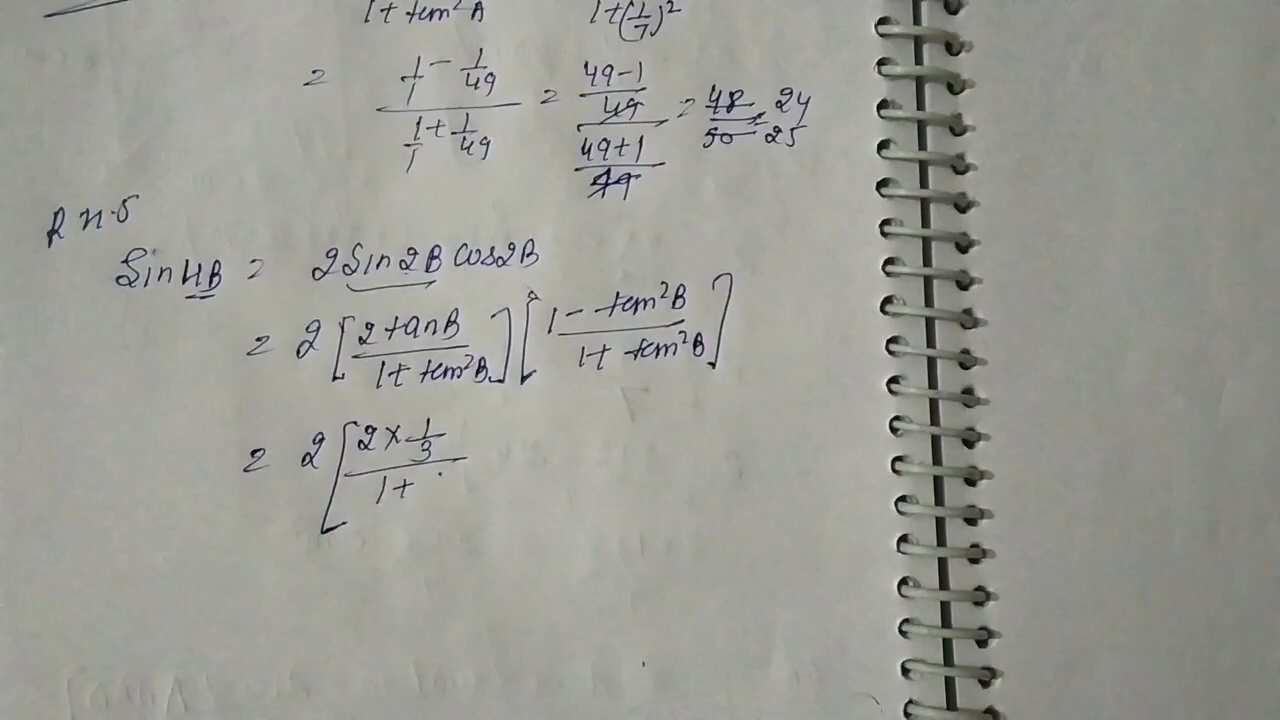 1+tan²A 1+(1/7)²
= (1/1 - 1/49)/(1/1 + 1/49) = ((49-1)/49)/((49+1)/49) = 48/50 = 24/25
R H S
Sin4B = 2Sin2B Cos2B
= 2[2tanB/(1+tan²B)][(1-tan²B)/(1+tan²B)]
= 2[(2×1/3)/(1+